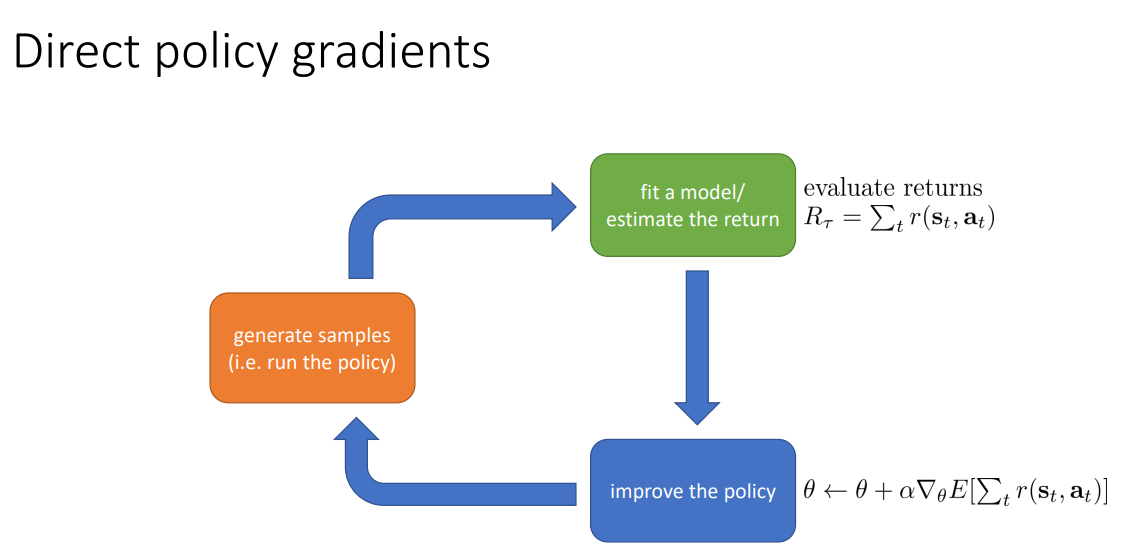 Direct policy gradients
fit a model/
estimate the return
evaluate returns
$R_\tau = \sum_t r(\mathbf{s}_t, \mathbf{a}_t)$
generate samples
(i.e. run the policy)
improve the policy
$\theta \leftarrow \theta + \alpha \nabla_\theta E[\sum_t r(\mathbf{s}_t, \mathbf{a}_t)]$